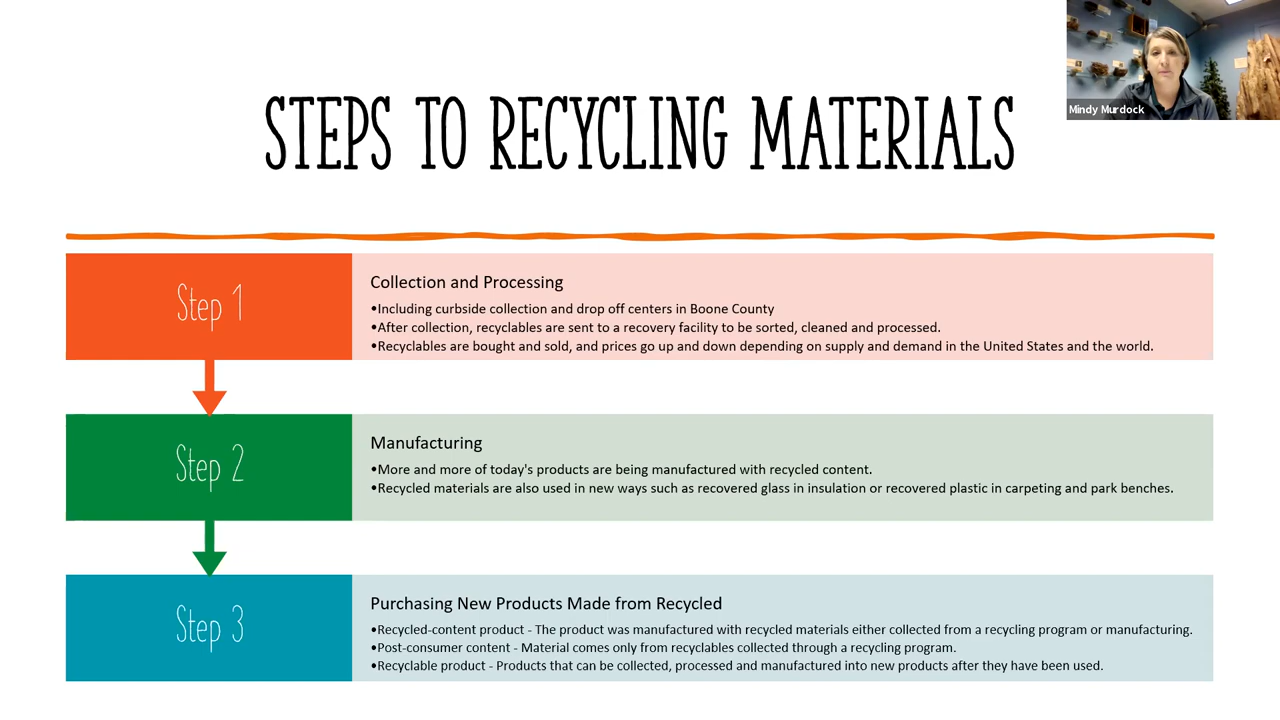 Mindy Murdock
STEPS TO RECYCLING MATERIALS
Step 1
Collection and Processing
•Including curbside collection and drop off centers in Boone County
•After collection, recyclables are sent to a recovery facility to be sorted, cleaned and processed.
•Recyclables are bought and sold, and prices go up and down depending on supply and demand in the United States and the world.
Step 2
Manufacturing
•More and more of today's products are being manufactured with recycled content.
•Recycled materials are also used in new ways such as recovered glass in insulation or recovered plastic in carpeting and park benches.
Step 3
Purchasing New Products Made from Recycled
•Recycled-content product - The product was manufactured with recycled materials either collected from a recycling program or manufacturing.
•Post-consumer content - Material comes only from recyclables collected through a recycling program.
•Recyclable product - Products that can be collected, processed and manufactured into new products after they have been used.